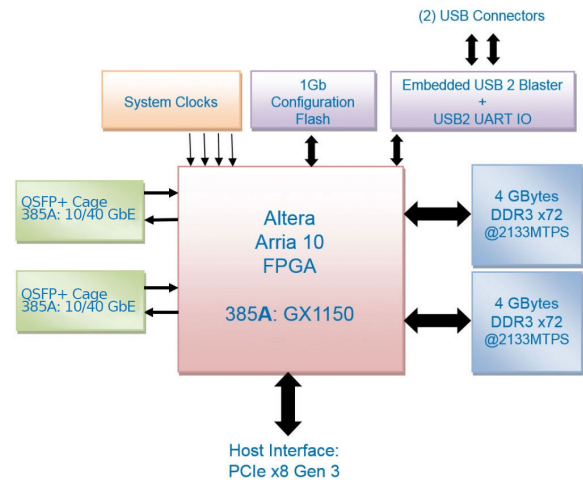 (2) USB Connectors
System Clocks
1Gb
Configuration
Flash
Embedded USB 2 Blaster
+
USB2 UART IO
QSFP+ Cage
385A: 10/40 GbE
QSFP+ Cage
385A: 10/40 GbE
Altera
Arria 10
FPGA
385A: GX1150
4 GBytes
DDR3 x72
@2133MTPS
4 GBytes
DDR3 x72
@2133MTPS
Host Interface:
PCIe x8 Gen 3